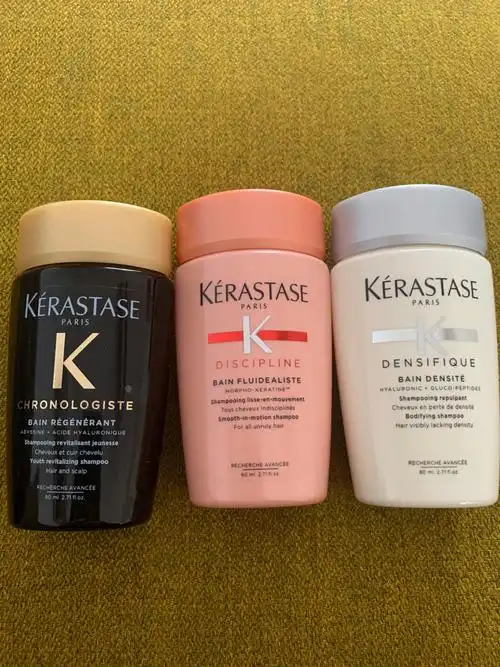 KÉRASTASE
PARIS
K
CHRONOLOGISTE
BAIN RÉGÉNÉRANT
ABYSSINE + ACIDE HYALURONIQUE
Shampooing revitalisant jeunesse
Cheveux et cuir chevelu
Youth revitalizing shampoo
Hair and scalp
RECHERCHE AVANCÉE
80 ml 2.71 fl.oz.
KÉRASTASE
PARIS
K
DISCIPLINE
BAIN FLUIDEALISTE
MORPHO-KERATINE™
Shampooing lisse-en-mouvement
Tous cheveux indisciplinés
Smooth-in-motion shampoo
For all unruly hair
RECHERCHE AVANCÉE
80 ml 2.71 fl.oz.
KÉRASTASE
PARIS
K
DENSIFIQUE
BAIN DENSITÉ
HYALURONIC + GLUCO-PEPTIDES
Shampooing repulpant
Cheveux en perte de densité
Bodifying shampoo
Hair visibly lacking density
RECHERCHE AVANCÉE
80 ml 2.71 fl.oz.